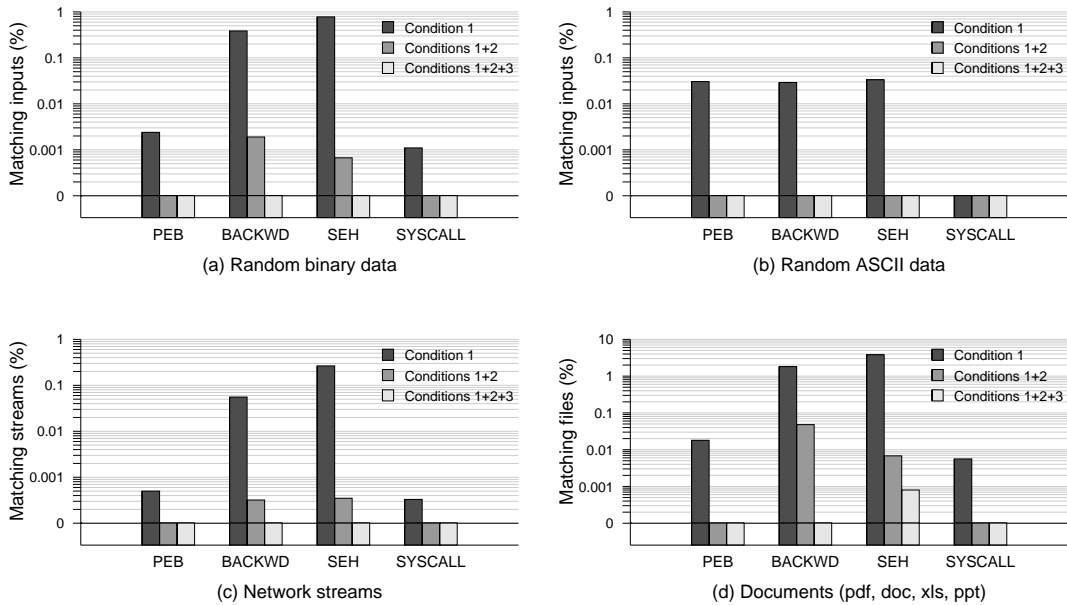 Matching inputs (%)
1
0.1
0.01
0.001
0
Condition 1
Conditions 1+2
Conditions 1+2+3
PEB BACKWD SEH SYSCALL
(a) Random binary data
Matching inputs (%)
1
0.1
0.01
0.001
0
Condition 1
Conditions 1+2
Conditions 1+2+3
PEB BACKWD SEH SYSCALL
(b) Random ASCII data
Matching streams (%)
1
0.1
0.01
0.001
0
Condition 1
Conditions 1+2
Conditions 1+2+3
PEB BACKWD SEH SYSCALL
(c) Network streams
Matching files (%)
10
1
0.1
0.01
0.001
0
Condition 1
Conditions 1+2
Conditions 1+2+3
PEB BACKWD SEH SYSCALL
(d) Documents (pdf, doc, xls, ppt)